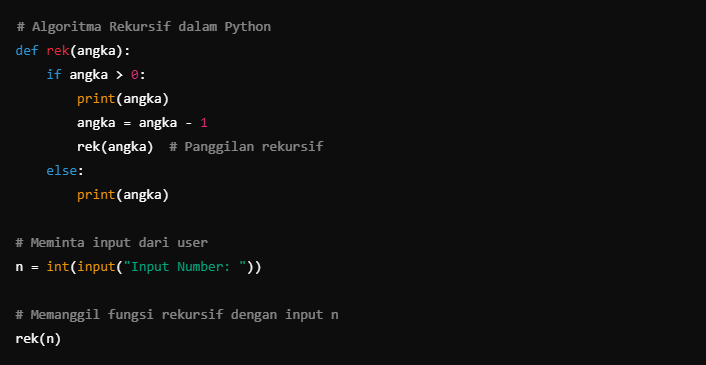 # Algoritma Rekursif dalam Python
def rek(angka):
    if angka > 0:
        print(angka)
        angka = angka - 1
        rek(angka)  # Panggilan rekursif
    else:
        print(angka)

# Meminta input dari user
n = int(input("Input Number: "))

# Memanggil fungsi rekursif dengan input n
rek(n)